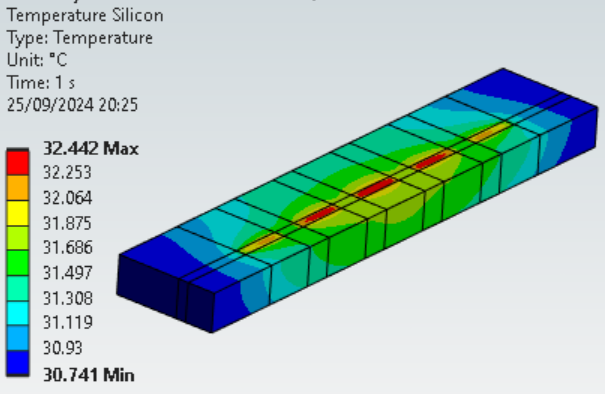 Temperature Silicon
Type: Temperature
Unit: °C
Time: 1 s
25/09/2024 20:25
32.442 Max
32.253
32.064
31.875
31.686
31.497
31.308
31.119
30.93
30.741 Min